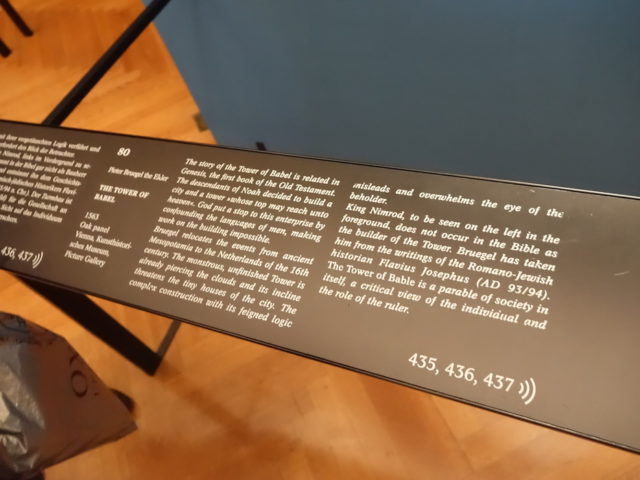 Logik verführt und
den Blick des Betrachters.
436, 437
80
Pieter Bruegel the Elder
THE TOWER OF
BABEL
1563
Oak panel
Vienna, Kunsthistori-
sches Museum,
Picture Gallery
The story of the Tower of Babel is related in
Genesis, the first book of the Old Testament.
The descendants of Noah decided to build a
city and a tower »whose top may reach unto
heaven«. God put a stop to this enterprise by
confounding the languages of men, making
work on the building impossible.
Bruegel relocates the events from ancient
Mesopotamia to the Netherlands of the 16th
century. The monstrous, unfinished Tower is
already piercing the clouds and its incline
threatens the tiny houses of the city. The
complex construction with its feigned logic
misleads and overwhelms the eye of the
beholder.
King Nimrod, to be seen on the left in the
foreground, does not occur in the Bible as
the builder of the Tower. Bruegel has taken
him from the writings of the Romano-Jewish
historian Flavius Josephus (AD 93/94).
The Tower of Bable is a parable of society in
itself, a critical view of the individual and
the role of the ruler.
435, 436, 437